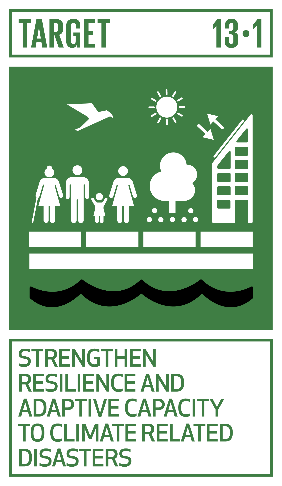 TARGET 13·1
STRENGTHEN
RESILIENCE AND
ADAPTIVE CAPACITY
TO CLIMATE RELATED
DISASTERS